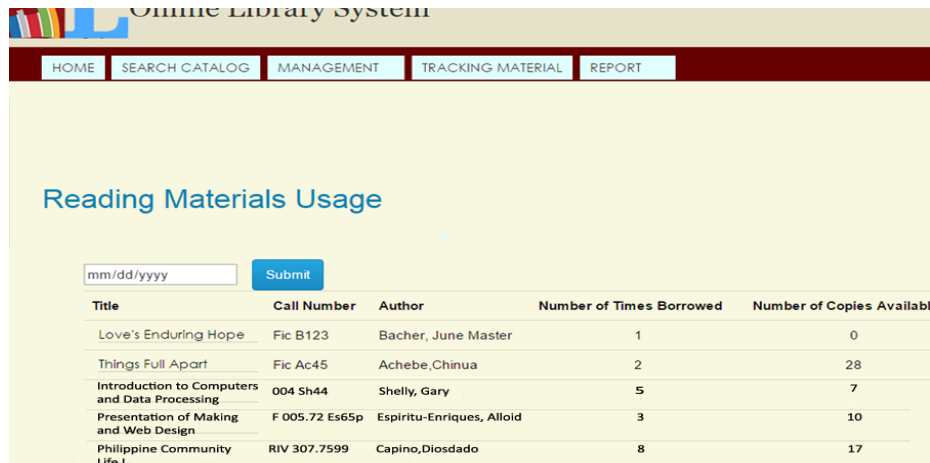 Online Library System
HOME SEARCH CATALOG MANAGEMENT TRACKING MATERIAL REPORT
Reading Materials Usage
mm/dd/yyyy Submit
Title Call Number Author Number of Times Borrowed Number of Copies Availabl
Love's Enduring Hope Fic B123 Bacher, June Master 1 0
Things Full Apart Fic Ac45 Achebe,Chinua 2 28
Introduction to Computers
and Data Processing 004 Sh44 Shelly, Gary 5 7
Presentation of Making
and Web Design F 005.72 Es65p Espiritu-Enriques, Alloid 3 10
Philippine Community
Life I RIV 307.7599 Capino,Diosdado 8 17